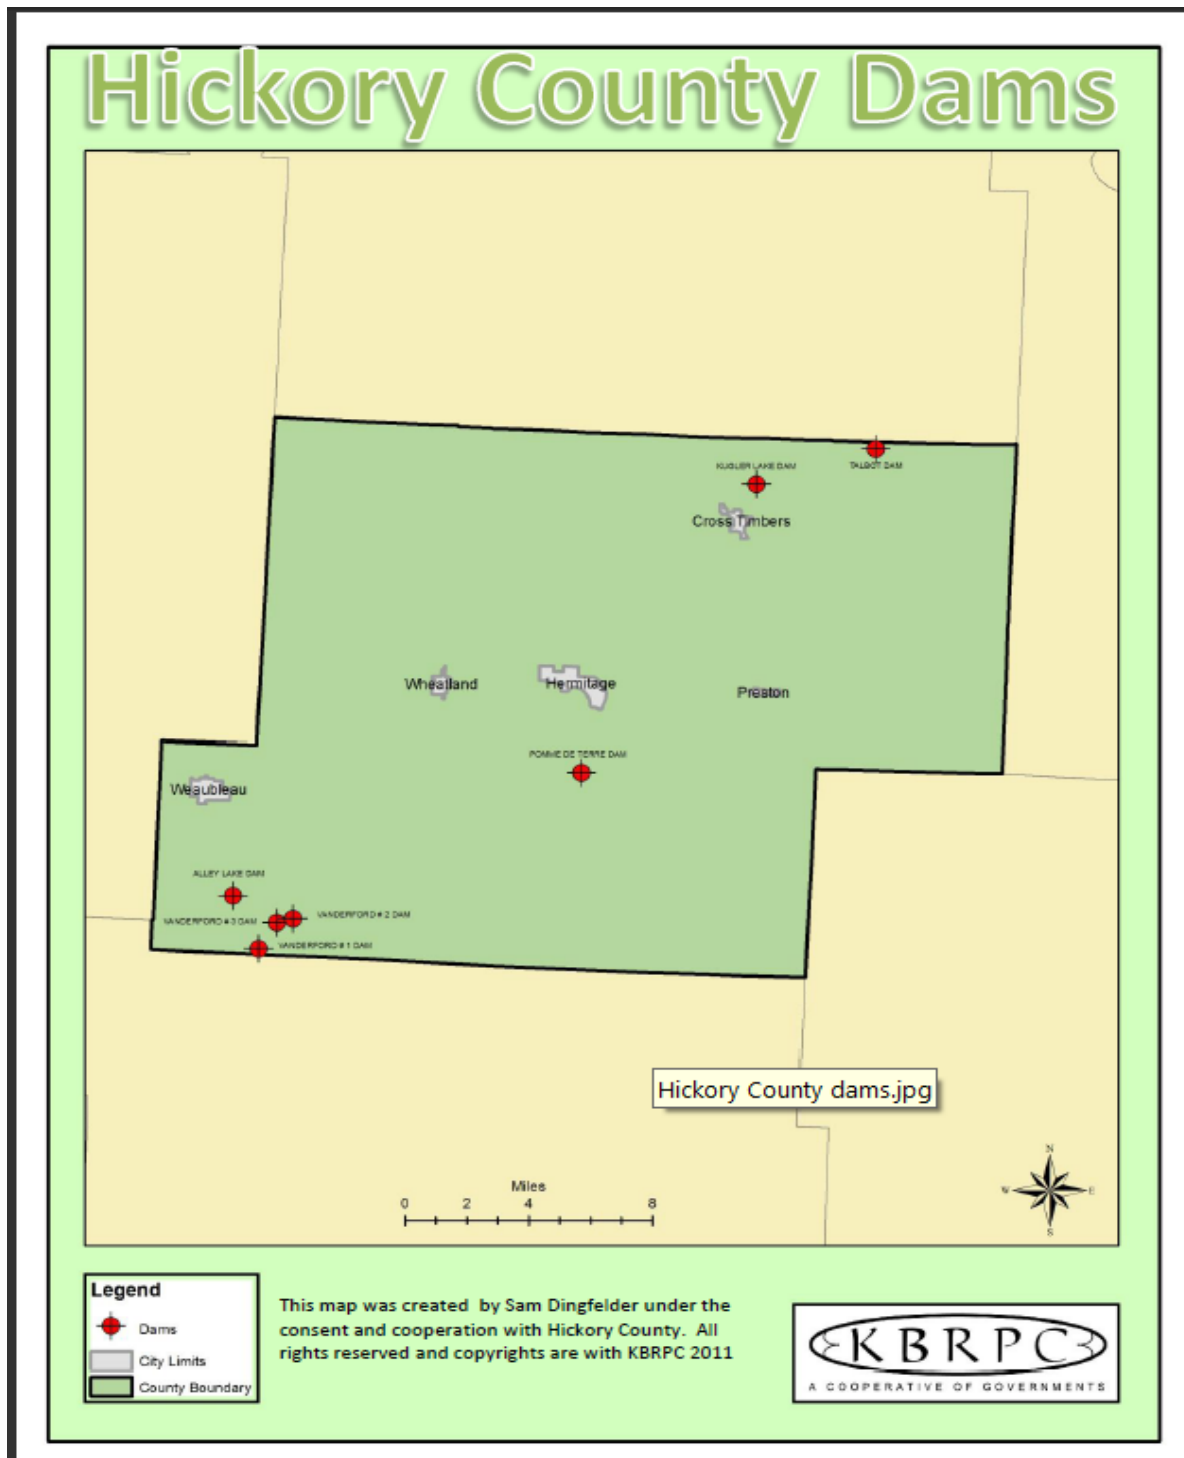 Hickory County Dams
KUGLER LAKE DAM
TALBOT DAM
Cross Timbers
Wheatland
Hermitage
Preston
POMME DE TERRE DAM
Weaubleau
ALLEY LAKE DAM
VANDERFORD # 3 DAM
VANDERFORD # 2 DAM
VANDERFORD # 1 DAM
Hickory County dams.jpg
N
W E
S
Miles
0 2 4 8
Legend
Dams
City Limits
County Boundary
This map was created by Sam Dingfelder under the
consent and cooperation with Hickory County. All
rights reserved and copyrights are with KBRPC 2011
KBRPC
A COOPERATIVE OF GOVERNMENTS